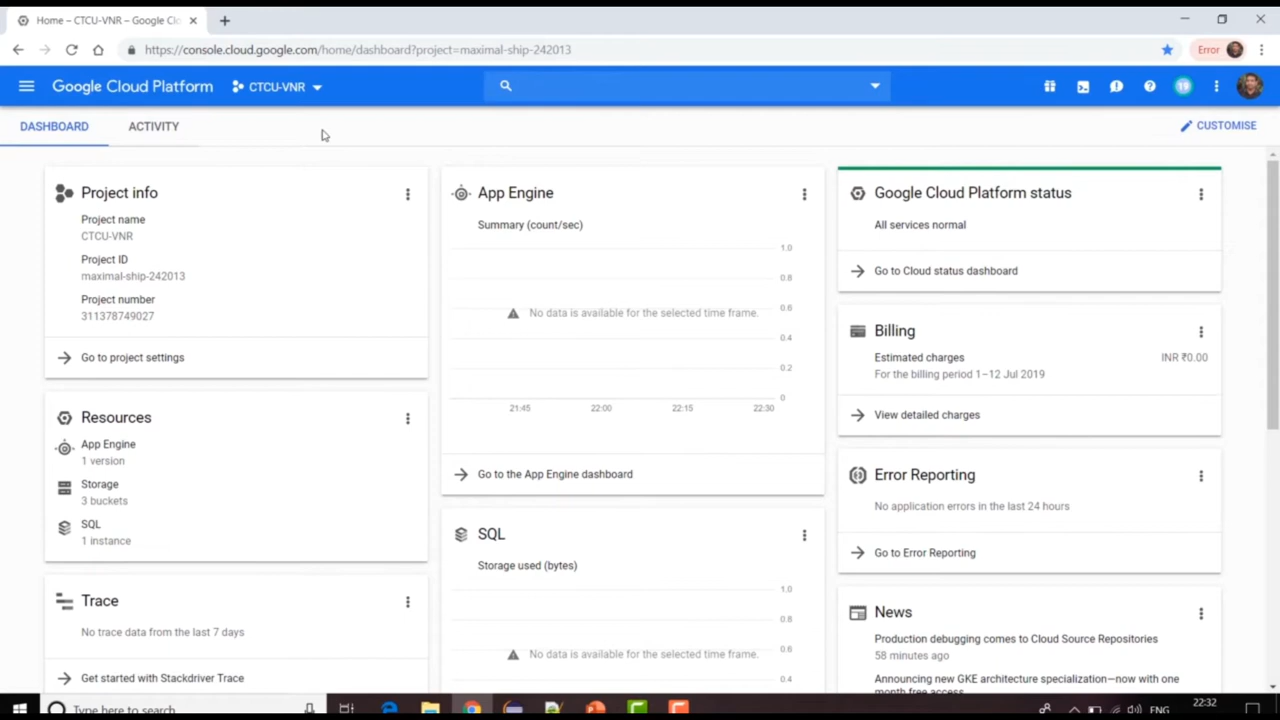 Home – CTCU-VNR – Google Clo
https://console.cloud.google.com/home/dashboard?project=maximal-ship-242013
Error
Google Cloud Platform
CTCU-VNR
DASHBOARD
ACTIVITY
CUSTOMISE
Project info
Project name
CTCU-VNR
Project ID
maximal-ship-242013
Project number
311378749027
Go to project settings
Resources
App Engine
1 version
Storage
3 buckets
SQL
1 instance
Trace
No trace data from the last 7 days
Get started with Stackdriver Trace
App Engine
Summary (count/sec)
1.0
0.8
0.6
No data is available for the selected time frame.
0.4
0.2
0
21:45
22:00
22:15
22:30
Go to the App Engine dashboard
SQL
Storage used (bytes)
1.0
0.8
0.6
No data is available for the selected time frame.
0.4
Google Cloud Platform status
All services normal
Go to Cloud status dashboard
Billing
Estimated charges
INR ₹0.00
For the billing period 1–12 Jul 2019
View detailed charges
Error Reporting
No application errors in the last 24 hours
Go to Error Reporting
News
Production debugging comes to Cloud Source Repositories
58 minutes ago
Announcing new GKE architecture specialization—now with one
month free access
Type here to search
ENG
22:32